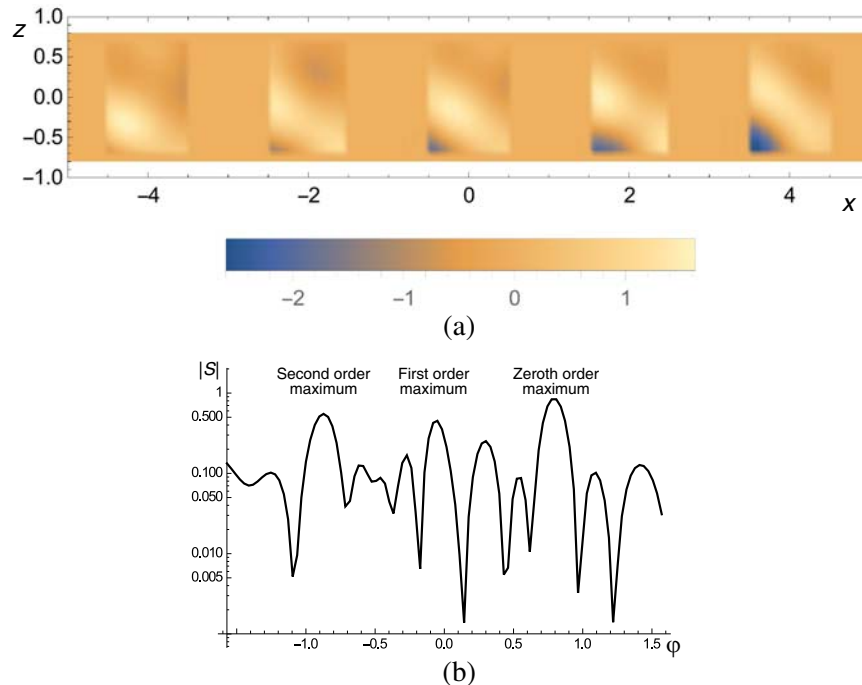 z
1.0
0.5
0.0
−0.5
−1.0
−4 −2 0 2 4 x
−2 −1 0 1
(a)
|S|
Second order maximum
First order maximum
Zeroth order maximum
1
0.500
0.100
0.050
0.010
0.005
−1.0 −0.5 0.0 0.5 1.0 1.5 φ
(b)